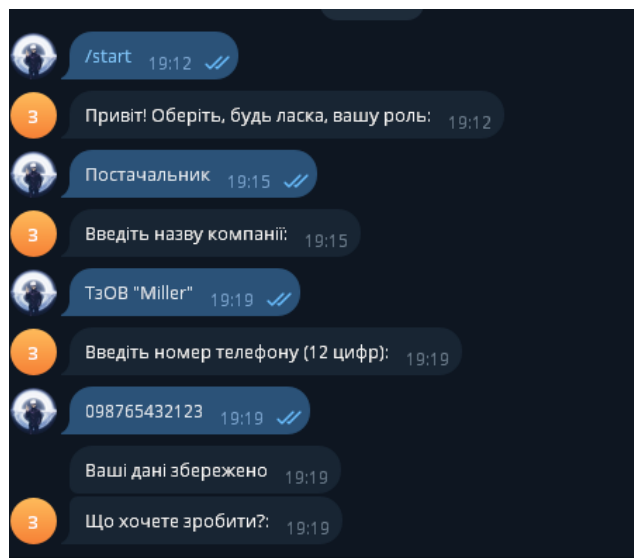 /start 19:12
З
Привіт! Оберіть, будь ласка, вашу роль: 19:12
Постачальник 19:15
З
Введіть назву компанії: 19:15
ТзОВ "Miller" 19:19
З
Введіть номер телефону (12 цифр): 19:19
098765432123 19:19
Ваші дані збережено 19:19
З
Що хочете зробити?: 19:19